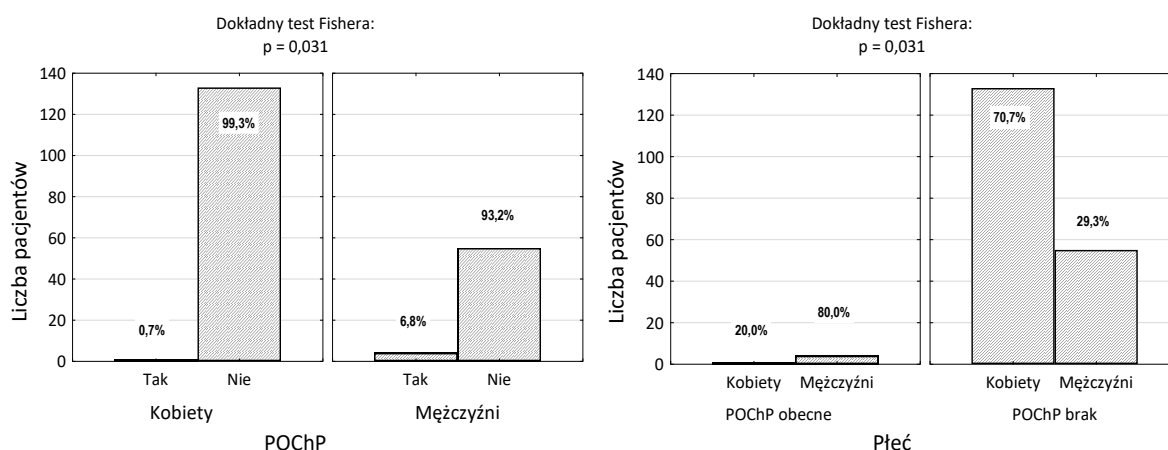 Dokładny test Fishera:
p = 0,031
140
120
100
80
60
40
20
0
Liczba pacjentów
99,3%
0,7%
93,2%
6,8%
Tak
Nie
Tak
Nie
Kobiety
Mężczyźni
POChP
Dokładny test Fishera:
p = 0,031
140
120
100
80
60
40
20
0
Liczba pacjentów
20,0%
80,0%
70,7%
29,3%
Kobiety
Mężczyźni
Kobiety
Mężczyźni
POChP obecne
POChP brak
Płeć